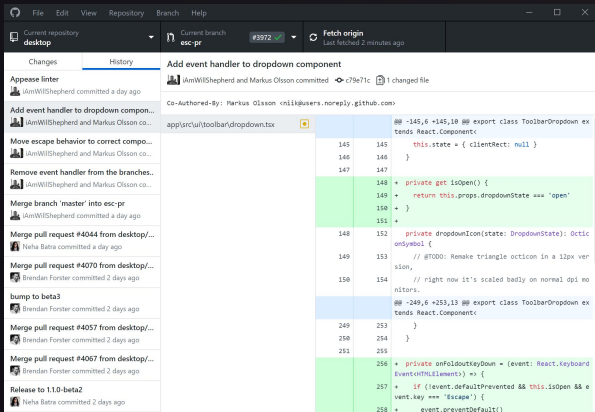 File Edit View Repository Branch Help
Current repository
desktop
Current branch
esc-pr
#3972
Fetch origin
Last fetched 2 minutes ago
Changes
History
Appease linter
iAmWillShepherd committed a day ago
Add event handler to dropdown compon...
iAmWillShepherd and Markus Olsson co...
Move escape behavior to correct compo...
iAmWillShepherd and Markus Olsson co...
Remove event handler from the branches..
iAmWillShepherd and Markus Olsson co...
Merge branch 'master' into esc-pr
iAmWillShepherd committed a day ago
Merge pull request #4044 from desktop/...
Neha Batra committed a day ago
Merge pull request #4070 from desktop/...
Brendan Forster committed 2 days ago
bump to beta3
Brendan Forster committed 2 days ago
Merge pull request #4057 from desktop/...
Brendan Forster committed 2 days ago
Merge pull request #4067 from desktop/...
Brendan Forster committed 2 days ago
Release to 1.1.0-beta2
Neha Batra committed 2 days ago
Add event handler to dropdown component
iAmWillShepherd and Markus Olsson committed c79e71c 1 changed file
Co-Authored-By: Markus Olsson <niik@users.noreply.github.com>
app\src\ui\toolbar\dropdown.tsx
@@ -145,6 +145,10 @@ export class ToolbarDropdown ex
tends React.Component<
145 145 this.state = { clientRect: null }
146 146 }
147 147
148 + private get isOpen() {
149 + return this.props.dropdownState === 'open'
150 + }
151 +
148 152 private dropdownIcon(state: DropdownState): Octic
onSymbol {
149 153 // @TODO: Remake triangle octicon in a 12px ver
sion,
150 154 // right now it's scaled badly on normal dpi mo
nitors.
@@ -249,6 +253,13 @@ export class ToolbarDropdown ex
tends React.Component<
249 253 }
250 254 }
251 255
256 + private onFoldoutKeyDown = (event: React.Keyboard
Event<HTMLElement>) => {
257 + if (!event.defaultPrevented && this.isOpen && e
vent.key === 'Escape') {
258 + event.preventDefault()